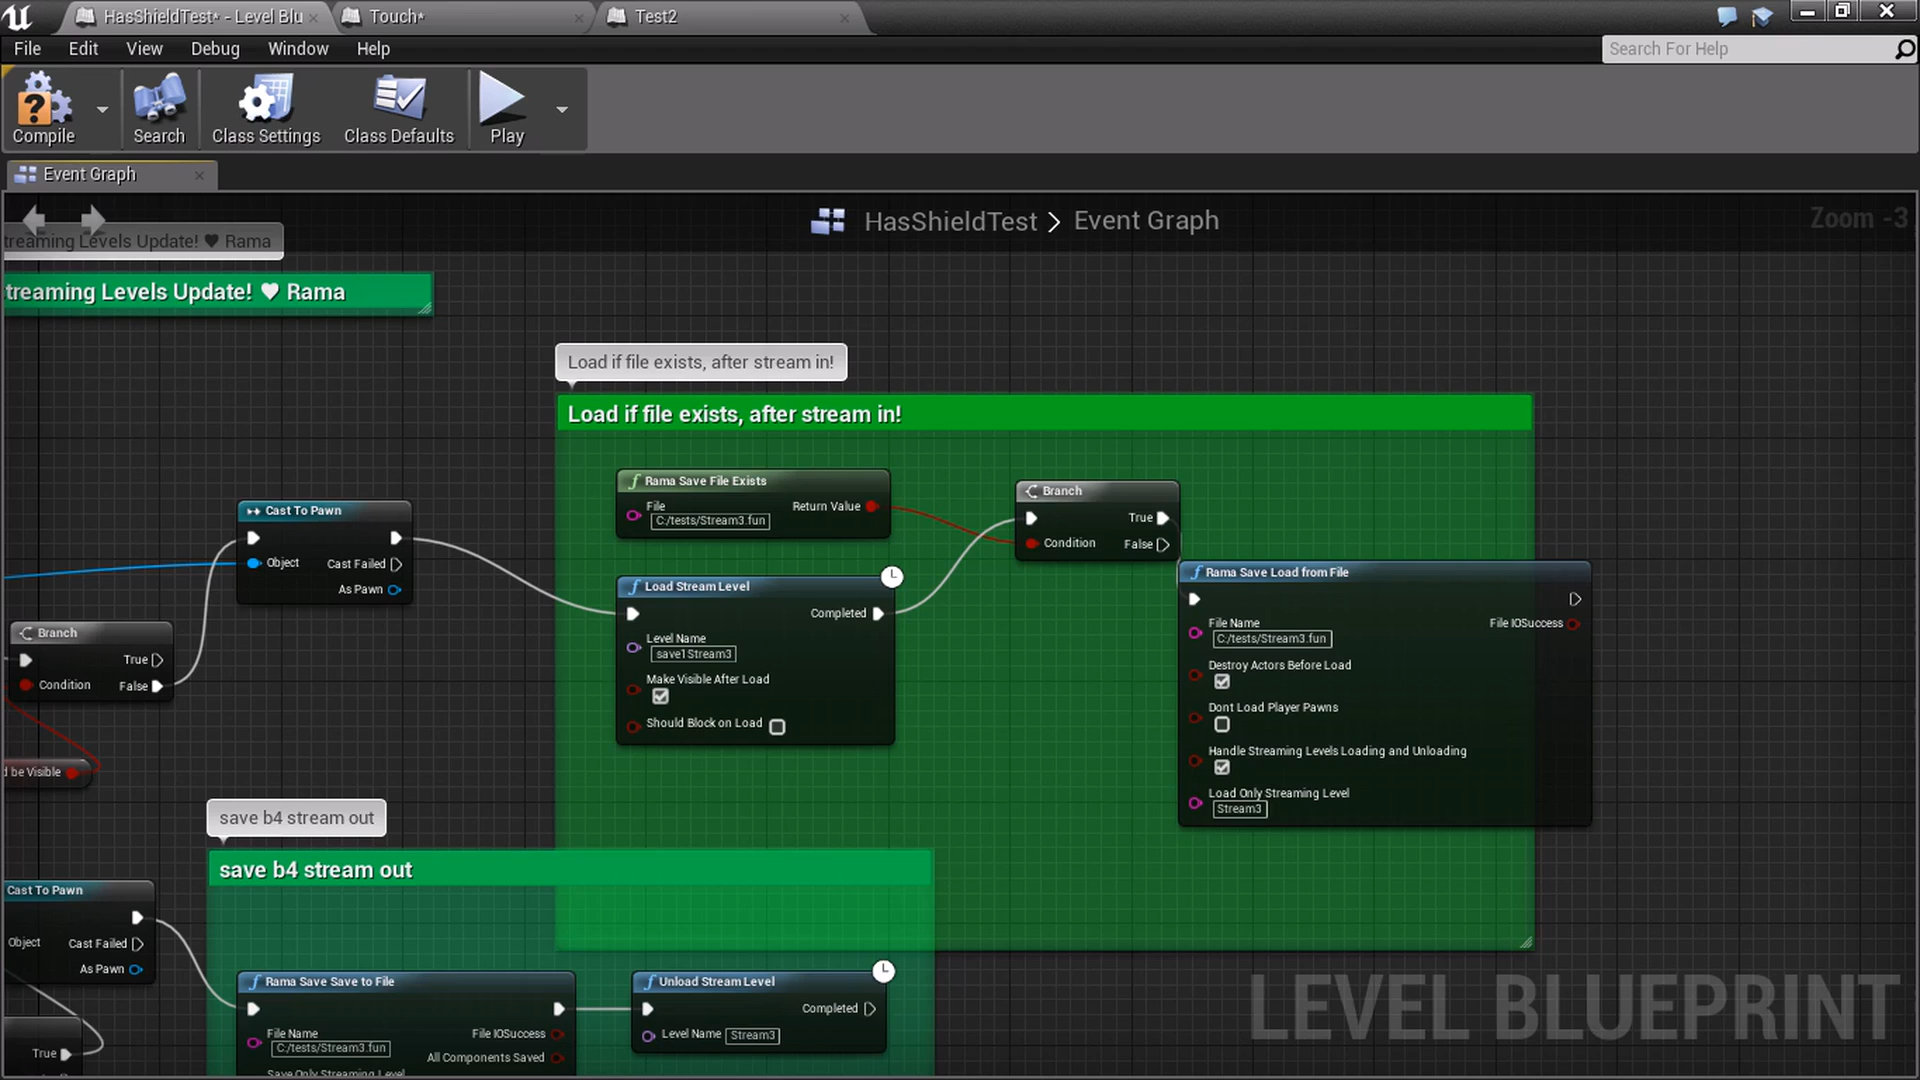 HasShieldTest* - Level Blu
Touch*
Test2
File
Edit
View
Debug
Window
Help
Search For Help
Compile
Search
Class Settings
Class Defaults
Play
Event Graph
HasShieldTest > Event Graph
Zoom -3
treaming Levels Update! ♥ Rama
treaming Levels Update! ♥ Rama
Load if file exists, after stream in!
Load if file exists, after stream in!
Rama Save File Exists
File
Return Value
C:/tests/Stream3.fun
Branch
True
Condition
False
Cast To Pawn
Object
Cast Failed
As Pawn
Load Stream Level
Completed
Level Name
save1Stream3
Make Visible After Load
Should Block on Load
Rama Save Load from File
File Name
File IOSuccess
C:/tests/Stream3.fun
Destroy Actors Before Load
Dont Load Player Pawns
Handle Streaming Levels Loading and Unloading
Load Only Streaming Level
Stream3
Branch
True
Condition
False
d be Visible
save b4 stream out
save b4 stream out
Cast To Pawn
Object
Cast Failed
As Pawn
True
Rama Save Save to File
File Name
File IOSuccess
C:/tests/Stream3.fun
All Components Saved
Save Only Streaming Level
Unload Stream Level
Completed
Level Name
Stream3
LEVEL BLUEPRINT